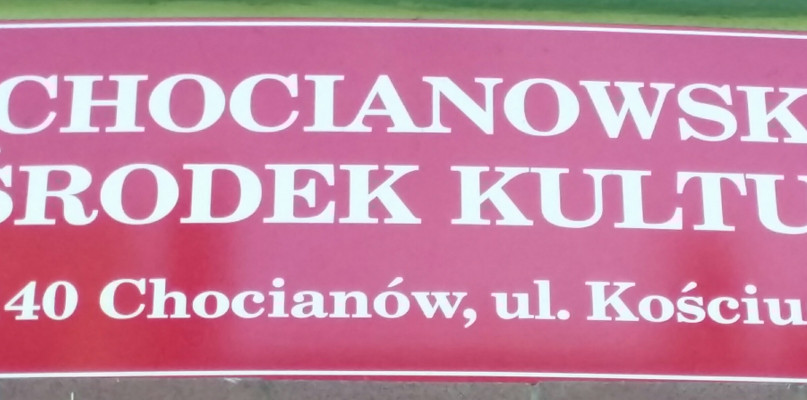 CHOCIANOWSK
ŚRODEK KULTU
40 Chocianów, ul. Kościu